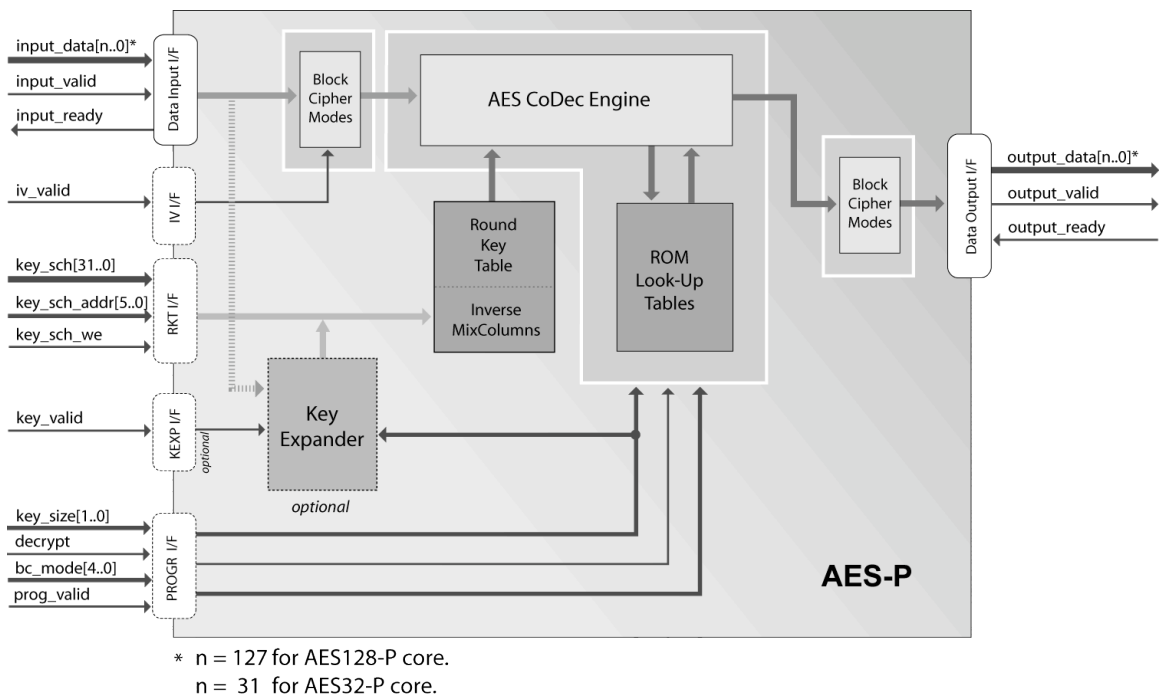 input_data[n..0]*
input_valid
input_ready
Data Input I/F
Block
Cipher
Modes
AES CoDec Engine
iv_valid
IV I/F
key_sch[31..0]
key_sch_addr[5..0]
key_sch_we
RKT I/F
Round
Key
Table
Inverse
MixColumns
ROM
Look-Up
Tables
Block
Cipher
Modes
Data Output I/F
output_data[n..0]*
output_valid
output_ready
key_valid
KEXP I/F
optional
Key
Expander
optional
key_size[1..0]
decrypt
bc_mode[4..0]
prog_valid
PROGR I/F
AES-P
* n = 127 for AES128-P core.
n = 31 for AES32-P core.